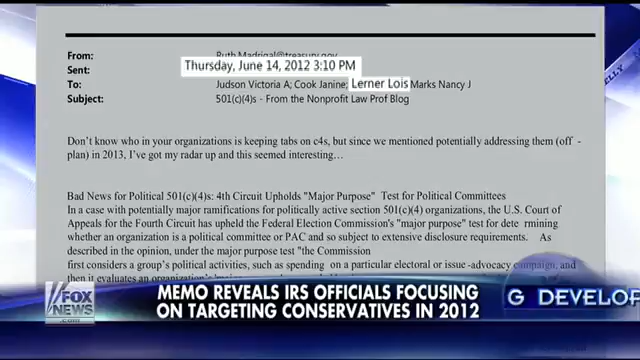 From: Ruth Madrigal@treasury.gov
Sent: Thursday, June 14, 2012 3:10 PM
To: Judson Victoria A; Cook Janine; Lerner Lois Marks Nancy J
Subject: 501(c)(4)s - From the Nonprofit Law Prof Blog
Don't know who in your organizations is keeping tabs on c4s, but since we mentioned potentially addressing them (off -
plan) in 2013, I've got my radar up and this seemed interesting…
Bad News for Political 501(c)(4)s: 4th Circuit Upholds "Major Purpose" Test for Political Committees
In a case with potentially major ramifications for politically active section 501(c)(4) organizations, the U.S. Court of
Appeals for the Fourth Circuit has upheld the Federal Election Commission's "major purpose" test for dete rmining
whether an organization is a political committee or PAC and so subject to extensive disclosure requirements. As
described in the opinion, under the major purpose test "the Commission
first considers a group's political activities, such as spending on a particular electoral or issue -advocacy campaign, and
then it evaluates an organization's
FOX
NEWS
.com
MEMO REVEALS IRS OFFICIALS FOCUSING
ON TARGETING CONSERVATIVES IN 2012
G DEVELOP